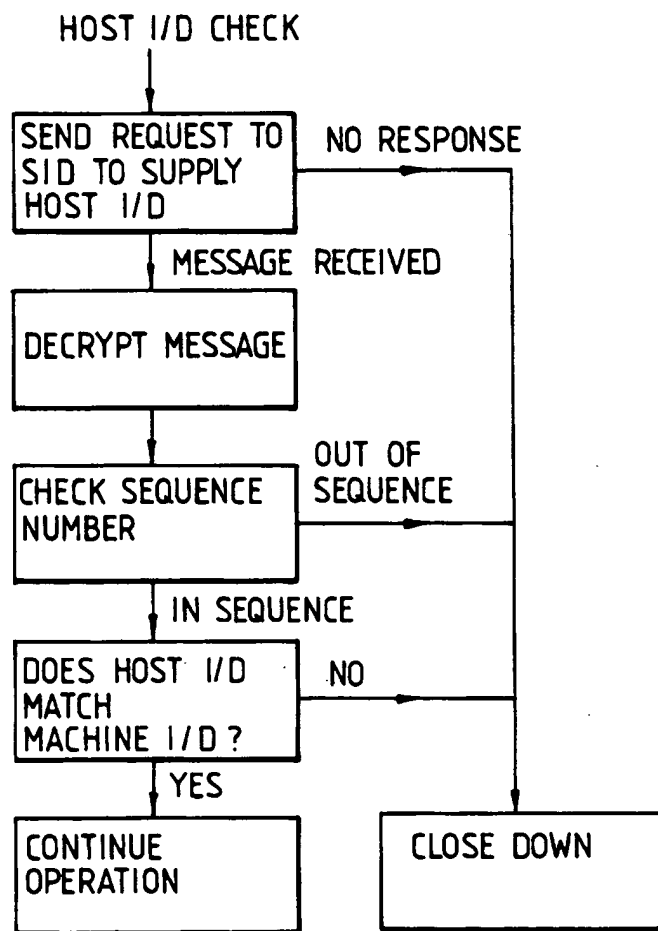 HOST I/D CHECK
SEND REQUEST TO
SID TO SUPPLY
HOST I/D
NO RESPONSE
MESSAGE RECEIVED
DECRYPT MESSAGE
CHECK SEQUENCE
NUMBER
OUT OF
SEQUENCE
IN SEQUENCE
DOES HOST I/D
MATCH
MACHINE I/D?
NO
YES
CONTINUE
OPERATION
CLOSE DOWN